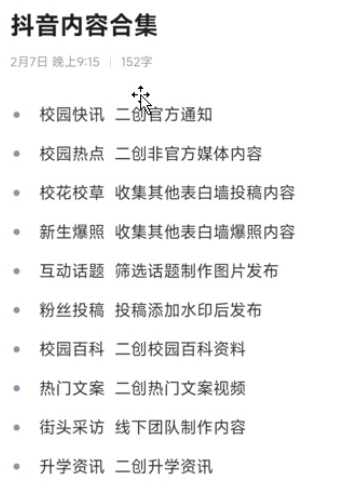 抖音内容合集
2月7日 晚上9:15 | 152字
校园快讯 二创官方通知
校园热点 二创非官方媒体内容
校花校草 收集其他表白墙投稿内容
新生爆照 收集其他表白墙爆照内容
互动话题 筛选话题制作图片发布
粉丝投稿 投稿添加水印后发布
校园百科 二创校园百科资料
热门文案 二创热门文案视频
街头采访 线下团队制作内容
升学资讯 二创升学资讯